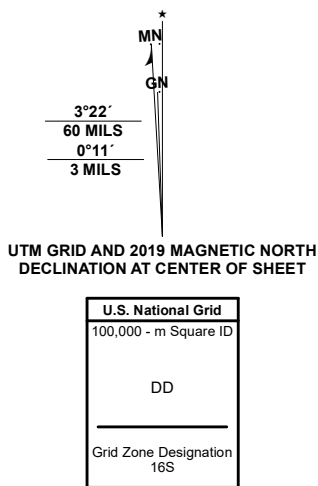 ★
MN
GN
3°22´
60 MILS
0°11´
3 MILS
UTM GRID AND 2019 MAGNETIC NORTH
DECLINATION AT CENTER OF SHEET
U.S. National Grid
100,000 - m Square ID
DD
Grid Zone Designation
16S